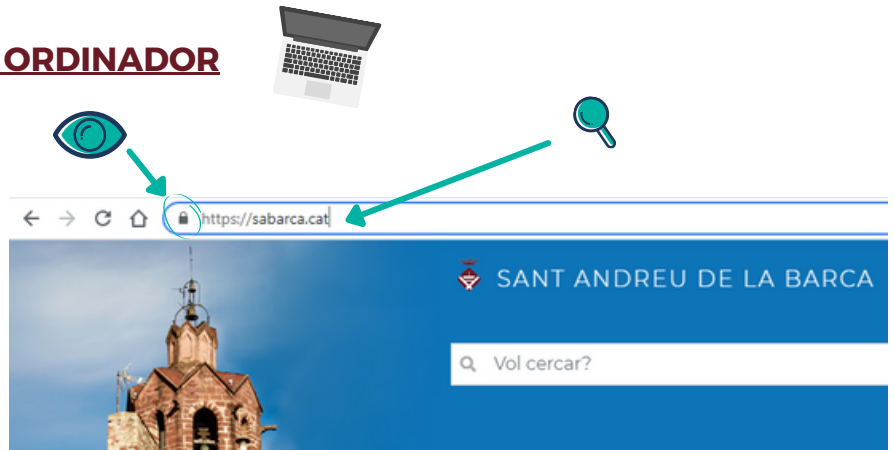 ORDINADOR
https://sabarca.cat
SANT ANDREU DE LA BARCA
Vol cercar?